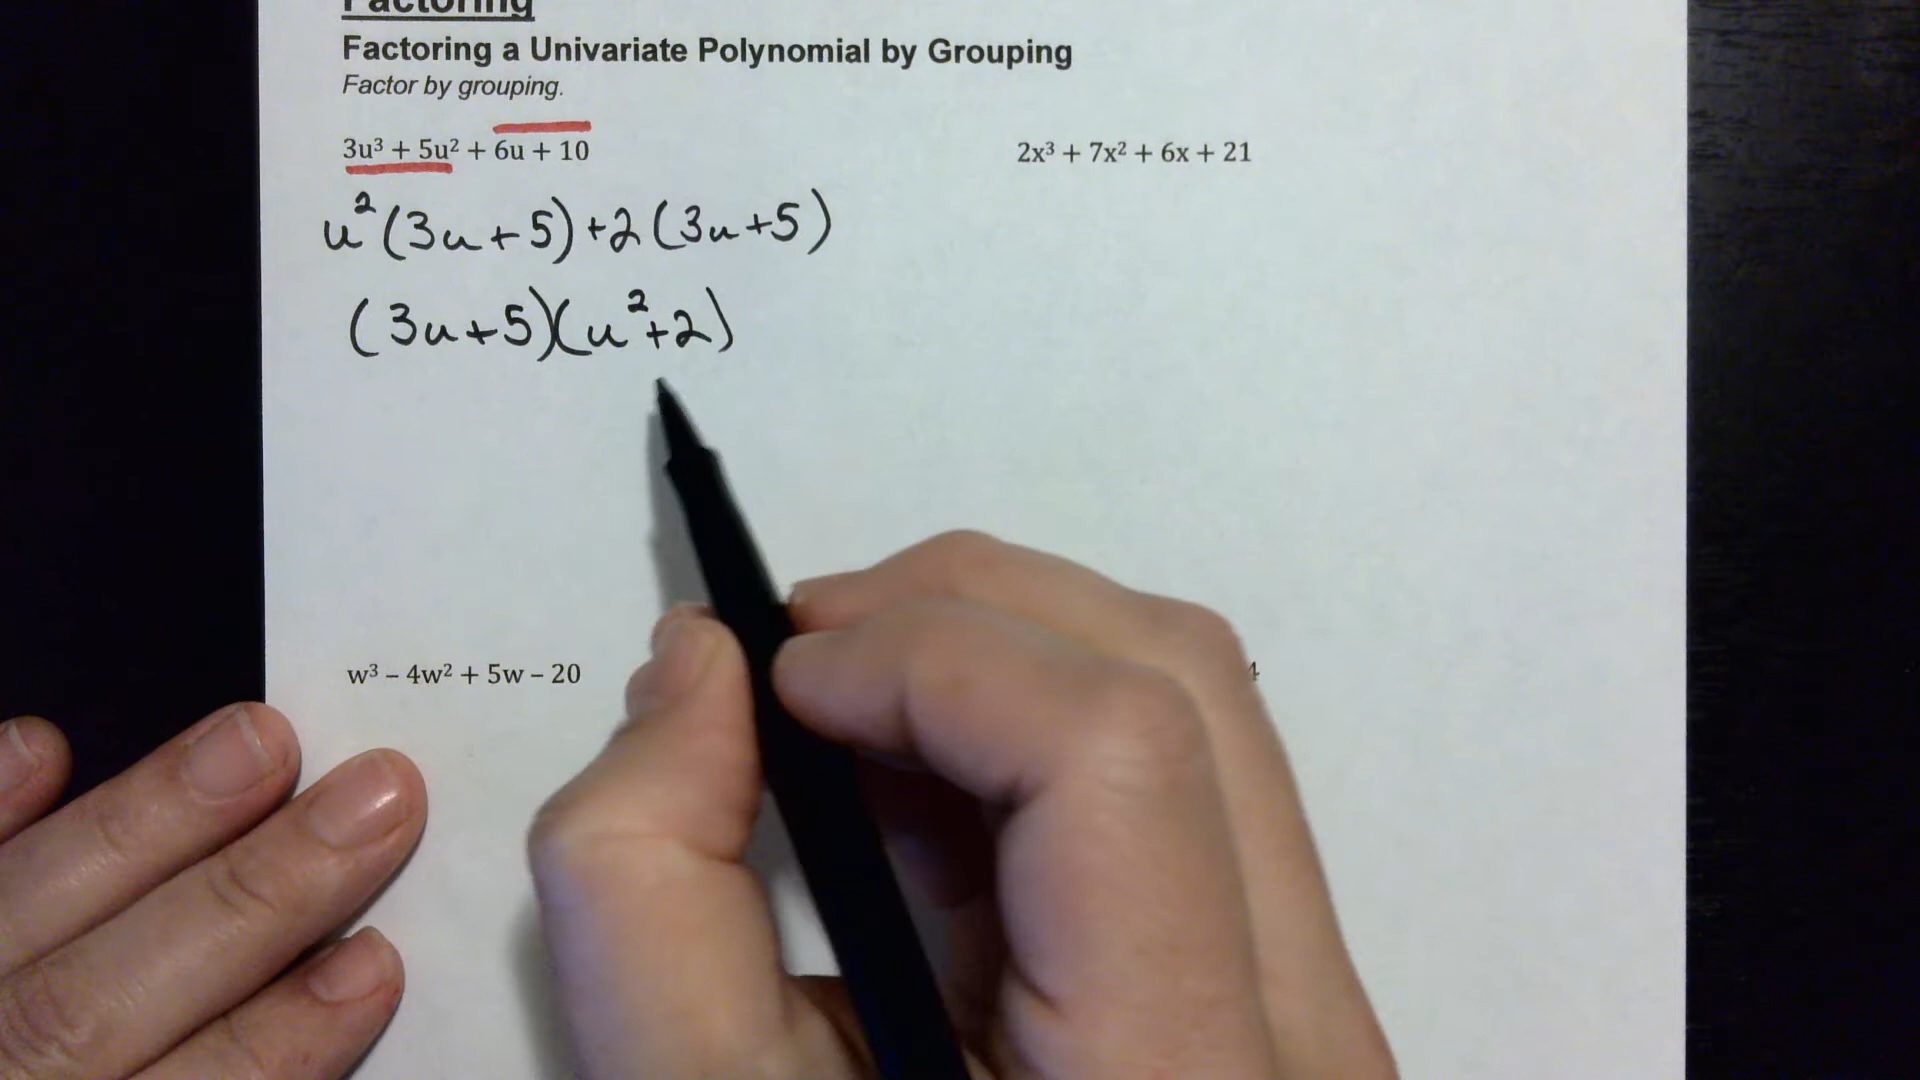 Factoring
Factoring a Univariate Polynomial by Grouping
Factor by grouping.
3u³ + 5u² + 6u + 10
u²(3u+5)+2(3u+5)
(3u+5)(u²+2)
2x³ + 7x² + 6x + 21
w³ – 4w² + 5w – 20
4